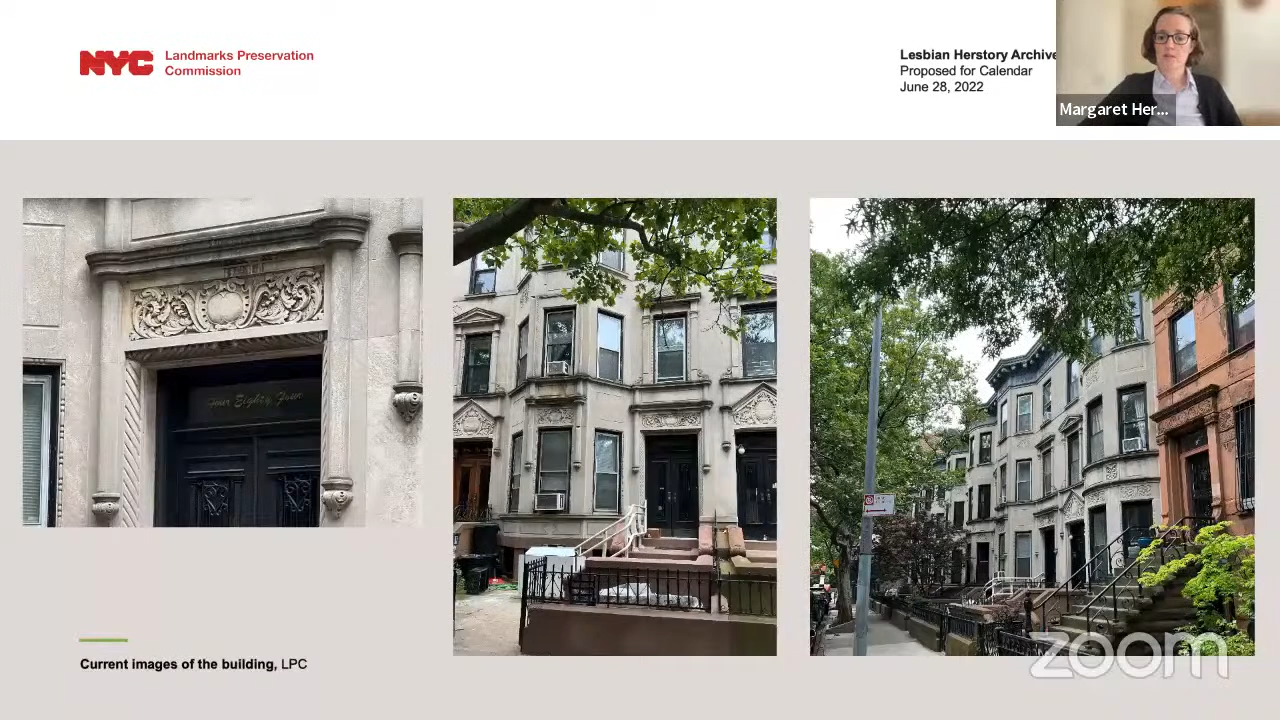 NYC
Landmarks Preservation
Commission
Lesbian Herstory Archive
Proposed for Calendar
June 28, 2022
Margaret Her...
Four Eighty Four
Current images of the building, LPC
zoom